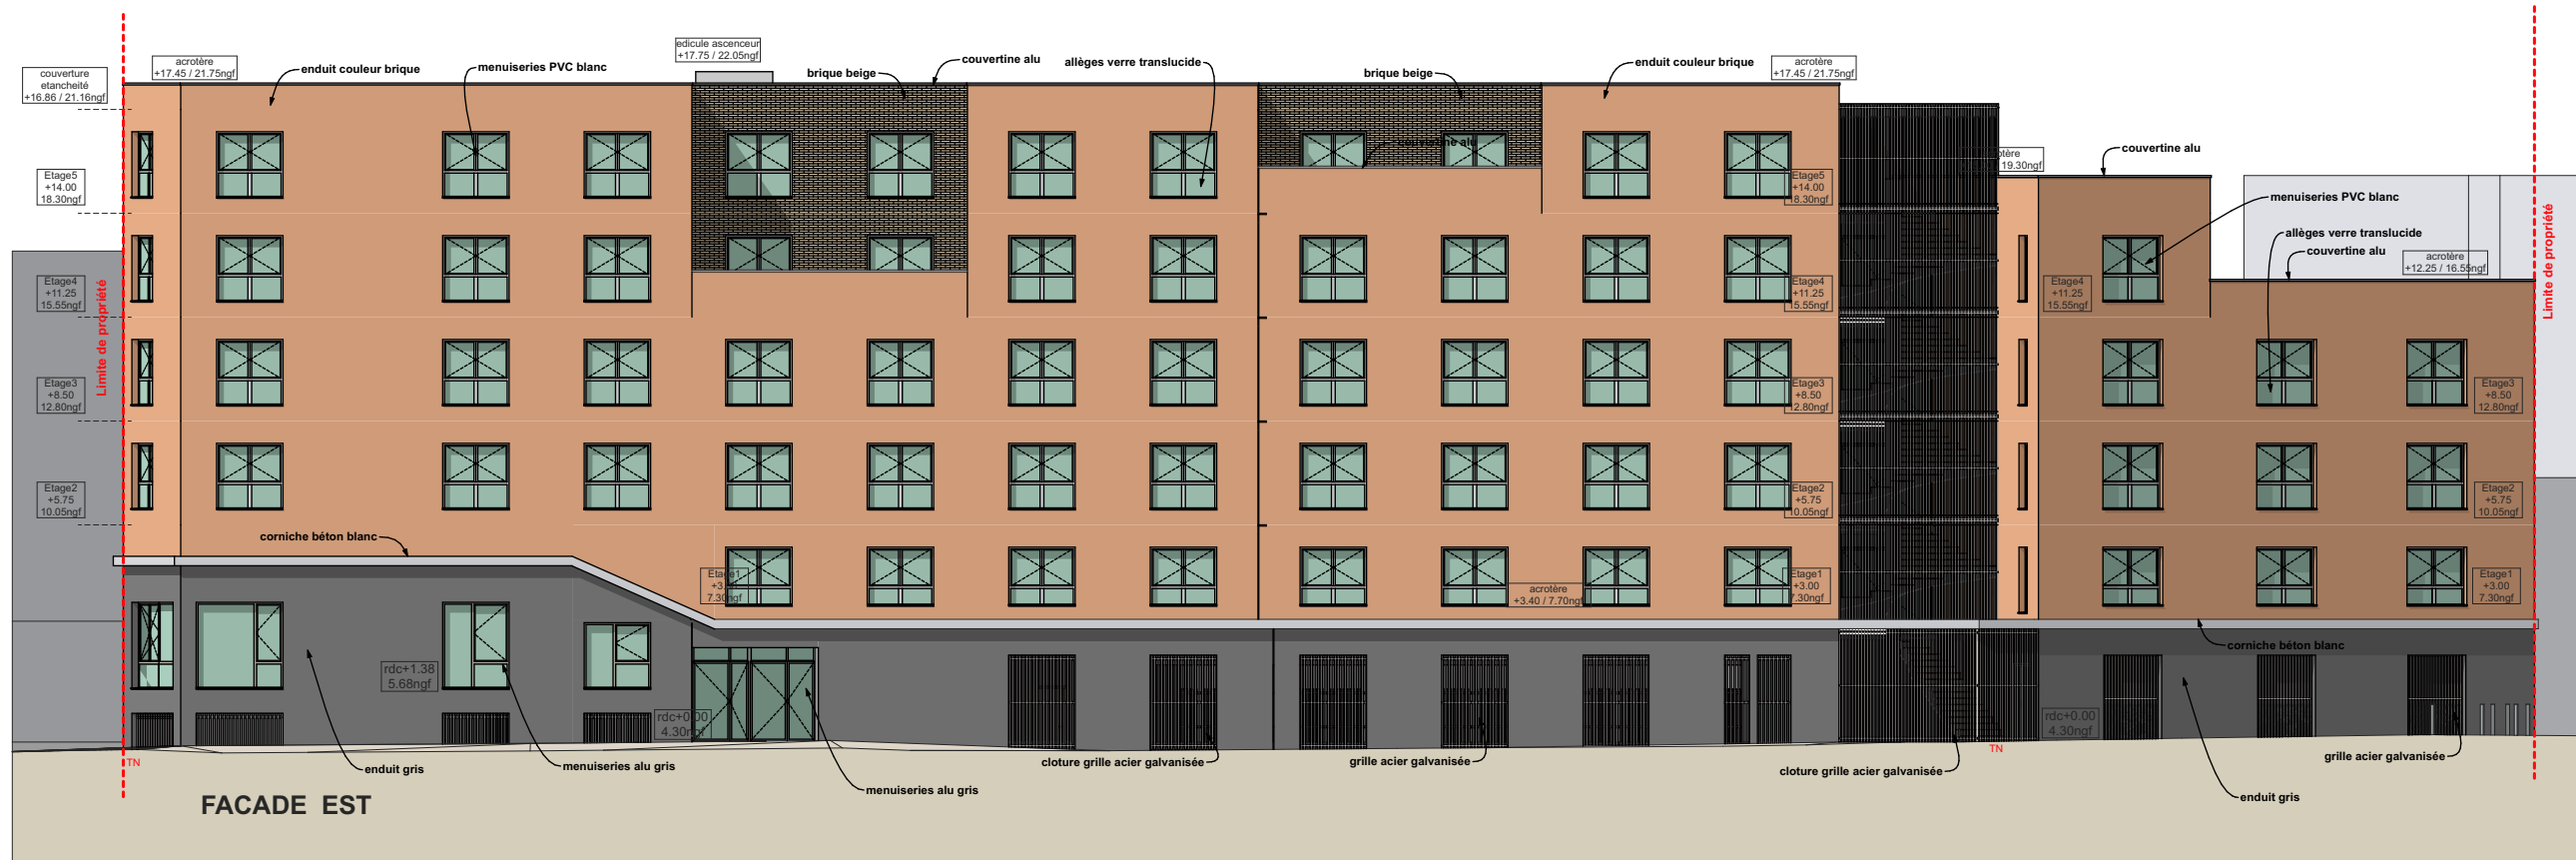 couverture
etancheité
+16.86 / 21.16ngf
acrotère
+17.45 / 21.75ngf
enduit couleur brique
menuiseries PVC blanc
edicule ascenceur
+17.75 / 22.05ngf
brique beige
couvertine alu
allèges verre translucide
brique beige
enduit couleur brique
acrotère
+17.45 / 21.75ngf
couvertine alu
19.30ngf
couvertine alu
menuiseries PVC blanc
allèges verre translucide
couvertine alu
acrotère
+12.25 / 16.55ngf
Limite de propriété
Etage5
+14.00
18.30ngf
Etage5
+14.00
18.30ngf
Etage4
+11.25
15.55ngf
Etage4
+11.25
15.55ngf
Etage4
+11.25
15.55ngf
Limite de propriété
Etage3
+8.50
12.80ngf
Etage3
+8.50
12.80ngf
Etage3
+8.50
12.80ngf
Etage2
+5.75
10.05ngf
Etage2
+5.75
10.05ngf
Etage2
+5.75
10.05ngf
corniche béton blanc
Etage1
7.30ngf
acrotère
+3.40 / 7.70ngf
Etage1
+3.00
7.30ngf
Etage1
+3.00
7.30ngf
corniche béton blanc
rdc+1.38
5.68ngf
rdc+0.00
4.30ngf
rdc+0.00
4.30ngf
TN
enduit gris
menuiseries alu gris
menuiseries alu gris
cloture grille acier galvanisée
grille acier galvanisée
cloture grille acier galvanisée
TN
grille acier galvanisée
enduit gris
FACADE EST